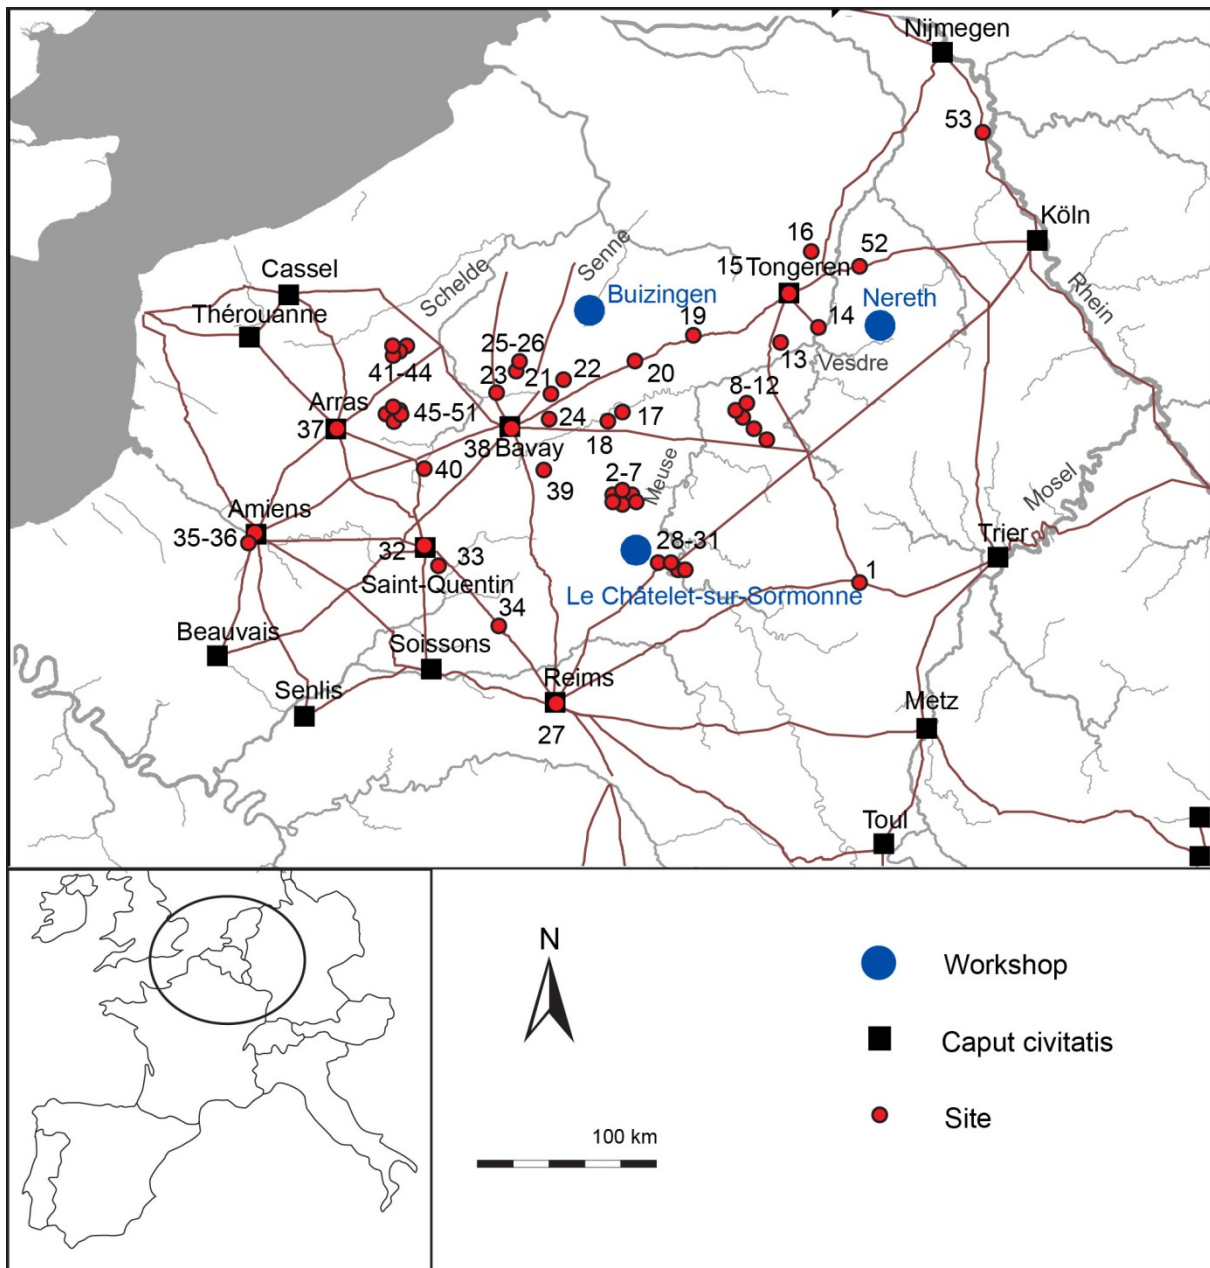 Nijmegen
53
Köln
16
52
15
Tongeren
Senne
Cassel
Schelde
Buizingen
Nereth
Rhein
Thérouanne
14
19
13
Vesdre
25-26
41-44
22
20
23
21
8-12
Arras
45-51
24
17
37
38
Bavay
18
40
39
2-7
Meuse
Mosel
Amiens
35-36
32
33
28-31
Trier
1
Saint-Quentin
Le Châtelet-sur-Sormonne
34
Beauvais
Soissons
Senlis
Reims
Metz
27
Toul
N
Workshop
Caput civitatis
Site
100 km